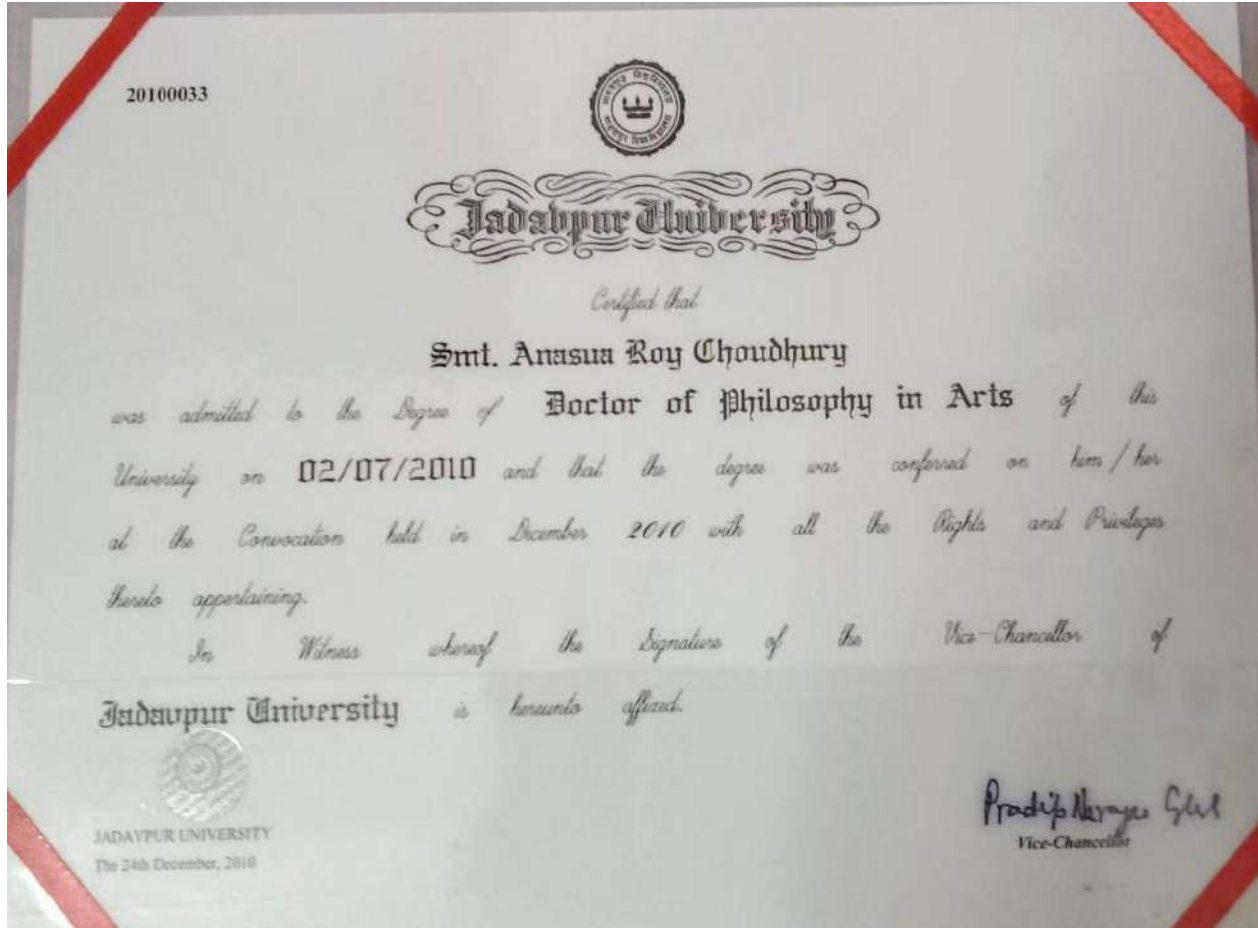 20100033
Jadavpur University
Certified that
Smt. Anasua Roy Choudhury
was admitted to the Degree of Doctor of Philosophy in Arts of this
University on 02/07/2010 and that the degree was conferred on him / her
at the Convocation held in December 2010 with all the Rights and Privileges
thereto appertaining.
In Witness whereof the Signature of the Vice-Chancellor of
Jadavpur University is hereunto affixed.
JADAVPUR UNIVERSITY
The 24th December, 2010
Pradip Narayan
Vice-Chancellor